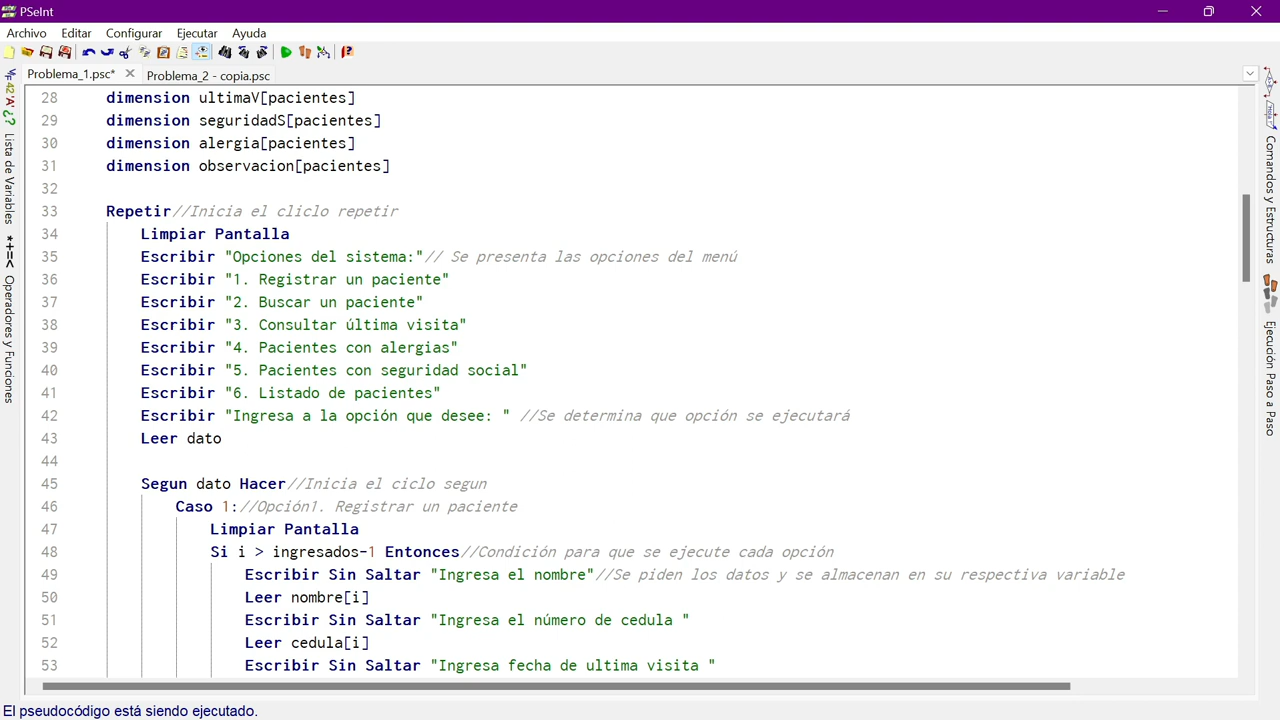 PSeInt
Archivo Editar Configurar Ejecutar Ayuda
Problema_1.psc* Problema_2 - copia.psc
28 dimension ultimaV[pacientes]
29 dimension seguridadS[pacientes]
30 dimension alergia[pacientes]
31 dimension observacion[pacientes]
32
33 Repetir//Inicia el cliclo repetir
34 Limpiar Pantalla
35 Escribir "Opciones del sistema:"// Se presenta las opciones del menú
36 Escribir "1. Registrar un paciente"
37 Escribir "2. Buscar un paciente"
38 Escribir "3. Consultar última visita"
39 Escribir "4. Pacientes con alergias"
40 Escribir "5. Pacientes con seguridad social"
41 Escribir "6. Listado de pacientes"
42 Escribir "Ingresa a la opción que desee: " //Se determina que opción se ejecutará
43 Leer dato
44
45 Segun dato Hacer//Inicia el ciclo segun
46 Caso 1://Opción1. Registrar un paciente
47 Limpiar Pantalla
48 Si i > ingresados-1 Entonces//Condición para que se ejecute cada opción
49 Escribir Sin Saltar "Ingresa el nombre"//Se piden los datos y se almacenan en su respectiva variable
50 Leer nombre[i]
51 Escribir Sin Saltar "Ingresa el número de cedula "
52 Leer cedula[i]
53 Escribir Sin Saltar "Ingresa fecha de ultima visita "
Lista de Variables
*+=< Operadores y Funciones
Comandos y Estructuras
Ejecución Paso a Paso
El pseudocódigo está siendo ejecutado.